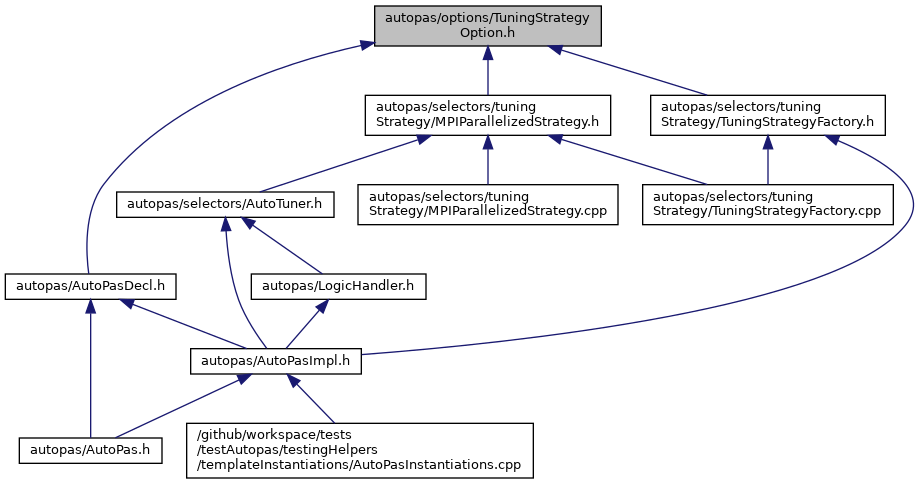 autopas/options/TuningStrategy
Option.h
autopas/selectors/tuning
Strategy/MPIParallelizedStrategy.h
autopas/selectors/tuning
Strategy/TuningStrategyFactory.h
autopas/selectors/AutoTuner.h
autopas/selectors/tuning
Strategy/MPIParallelizedStrategy.cpp
autopas/selectors/tuning
Strategy/TuningStrategyFactory.cpp
autopas/AutoPasDecl.h
autopas/LogicHandler.h
autopas/AutoPasImpl.h
autopas/AutoPas.h
/github/workspace/tests
/testAutopas/testingHelpers
/templateInstantiations/AutoPasInstantiations.cpp